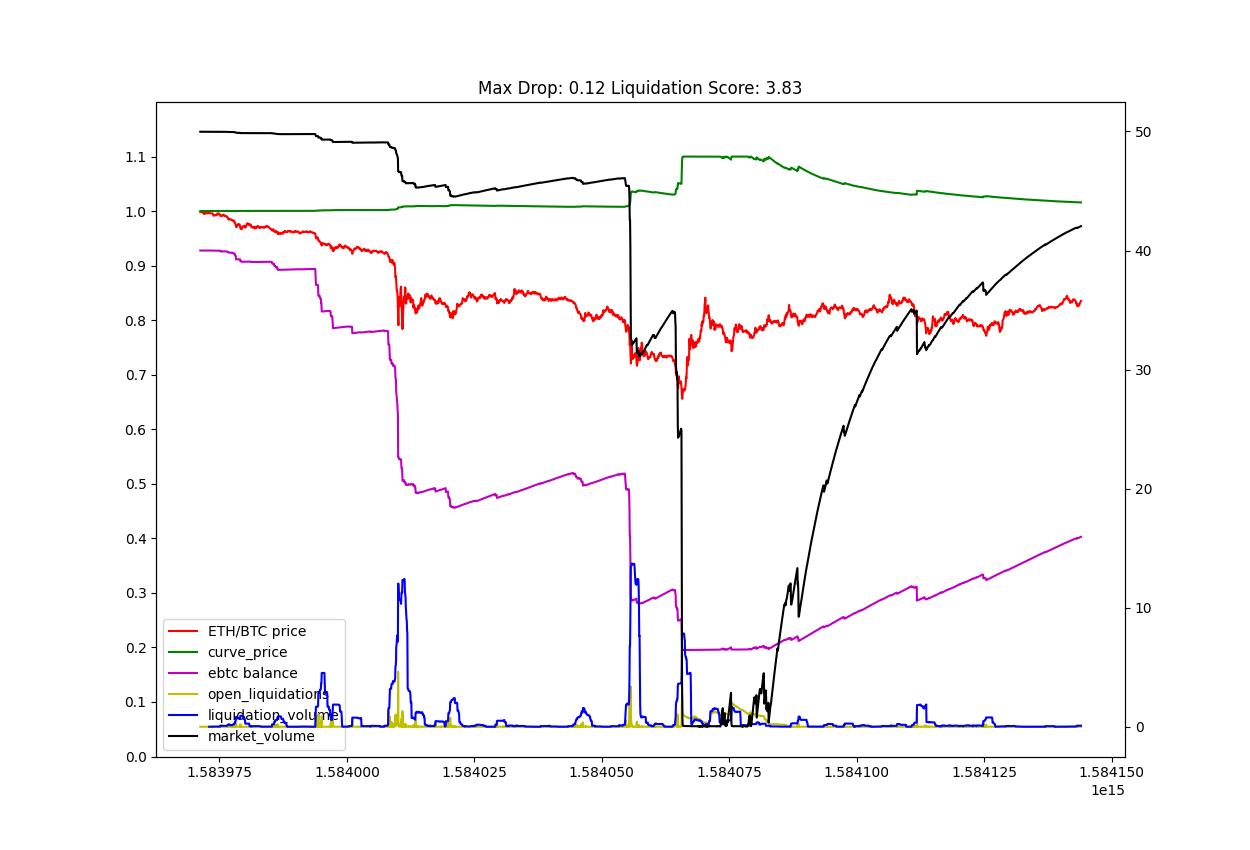 Max Drop: 0.12 Liquidation Score: 3.83
1.1
1.0
0.9
0.8
0.7
0.6
0.5
0.4
0.3
0.2
0.1
0.0
50
40
30
20
10
0
ETH/BTC price
curve_price
ebtc balance
open_liquidations
liquidation_volume
market_volume
1.583975 1.584000 1.584025 1.584050 1.584075 1.584100 1.584125 1.584150
1e15